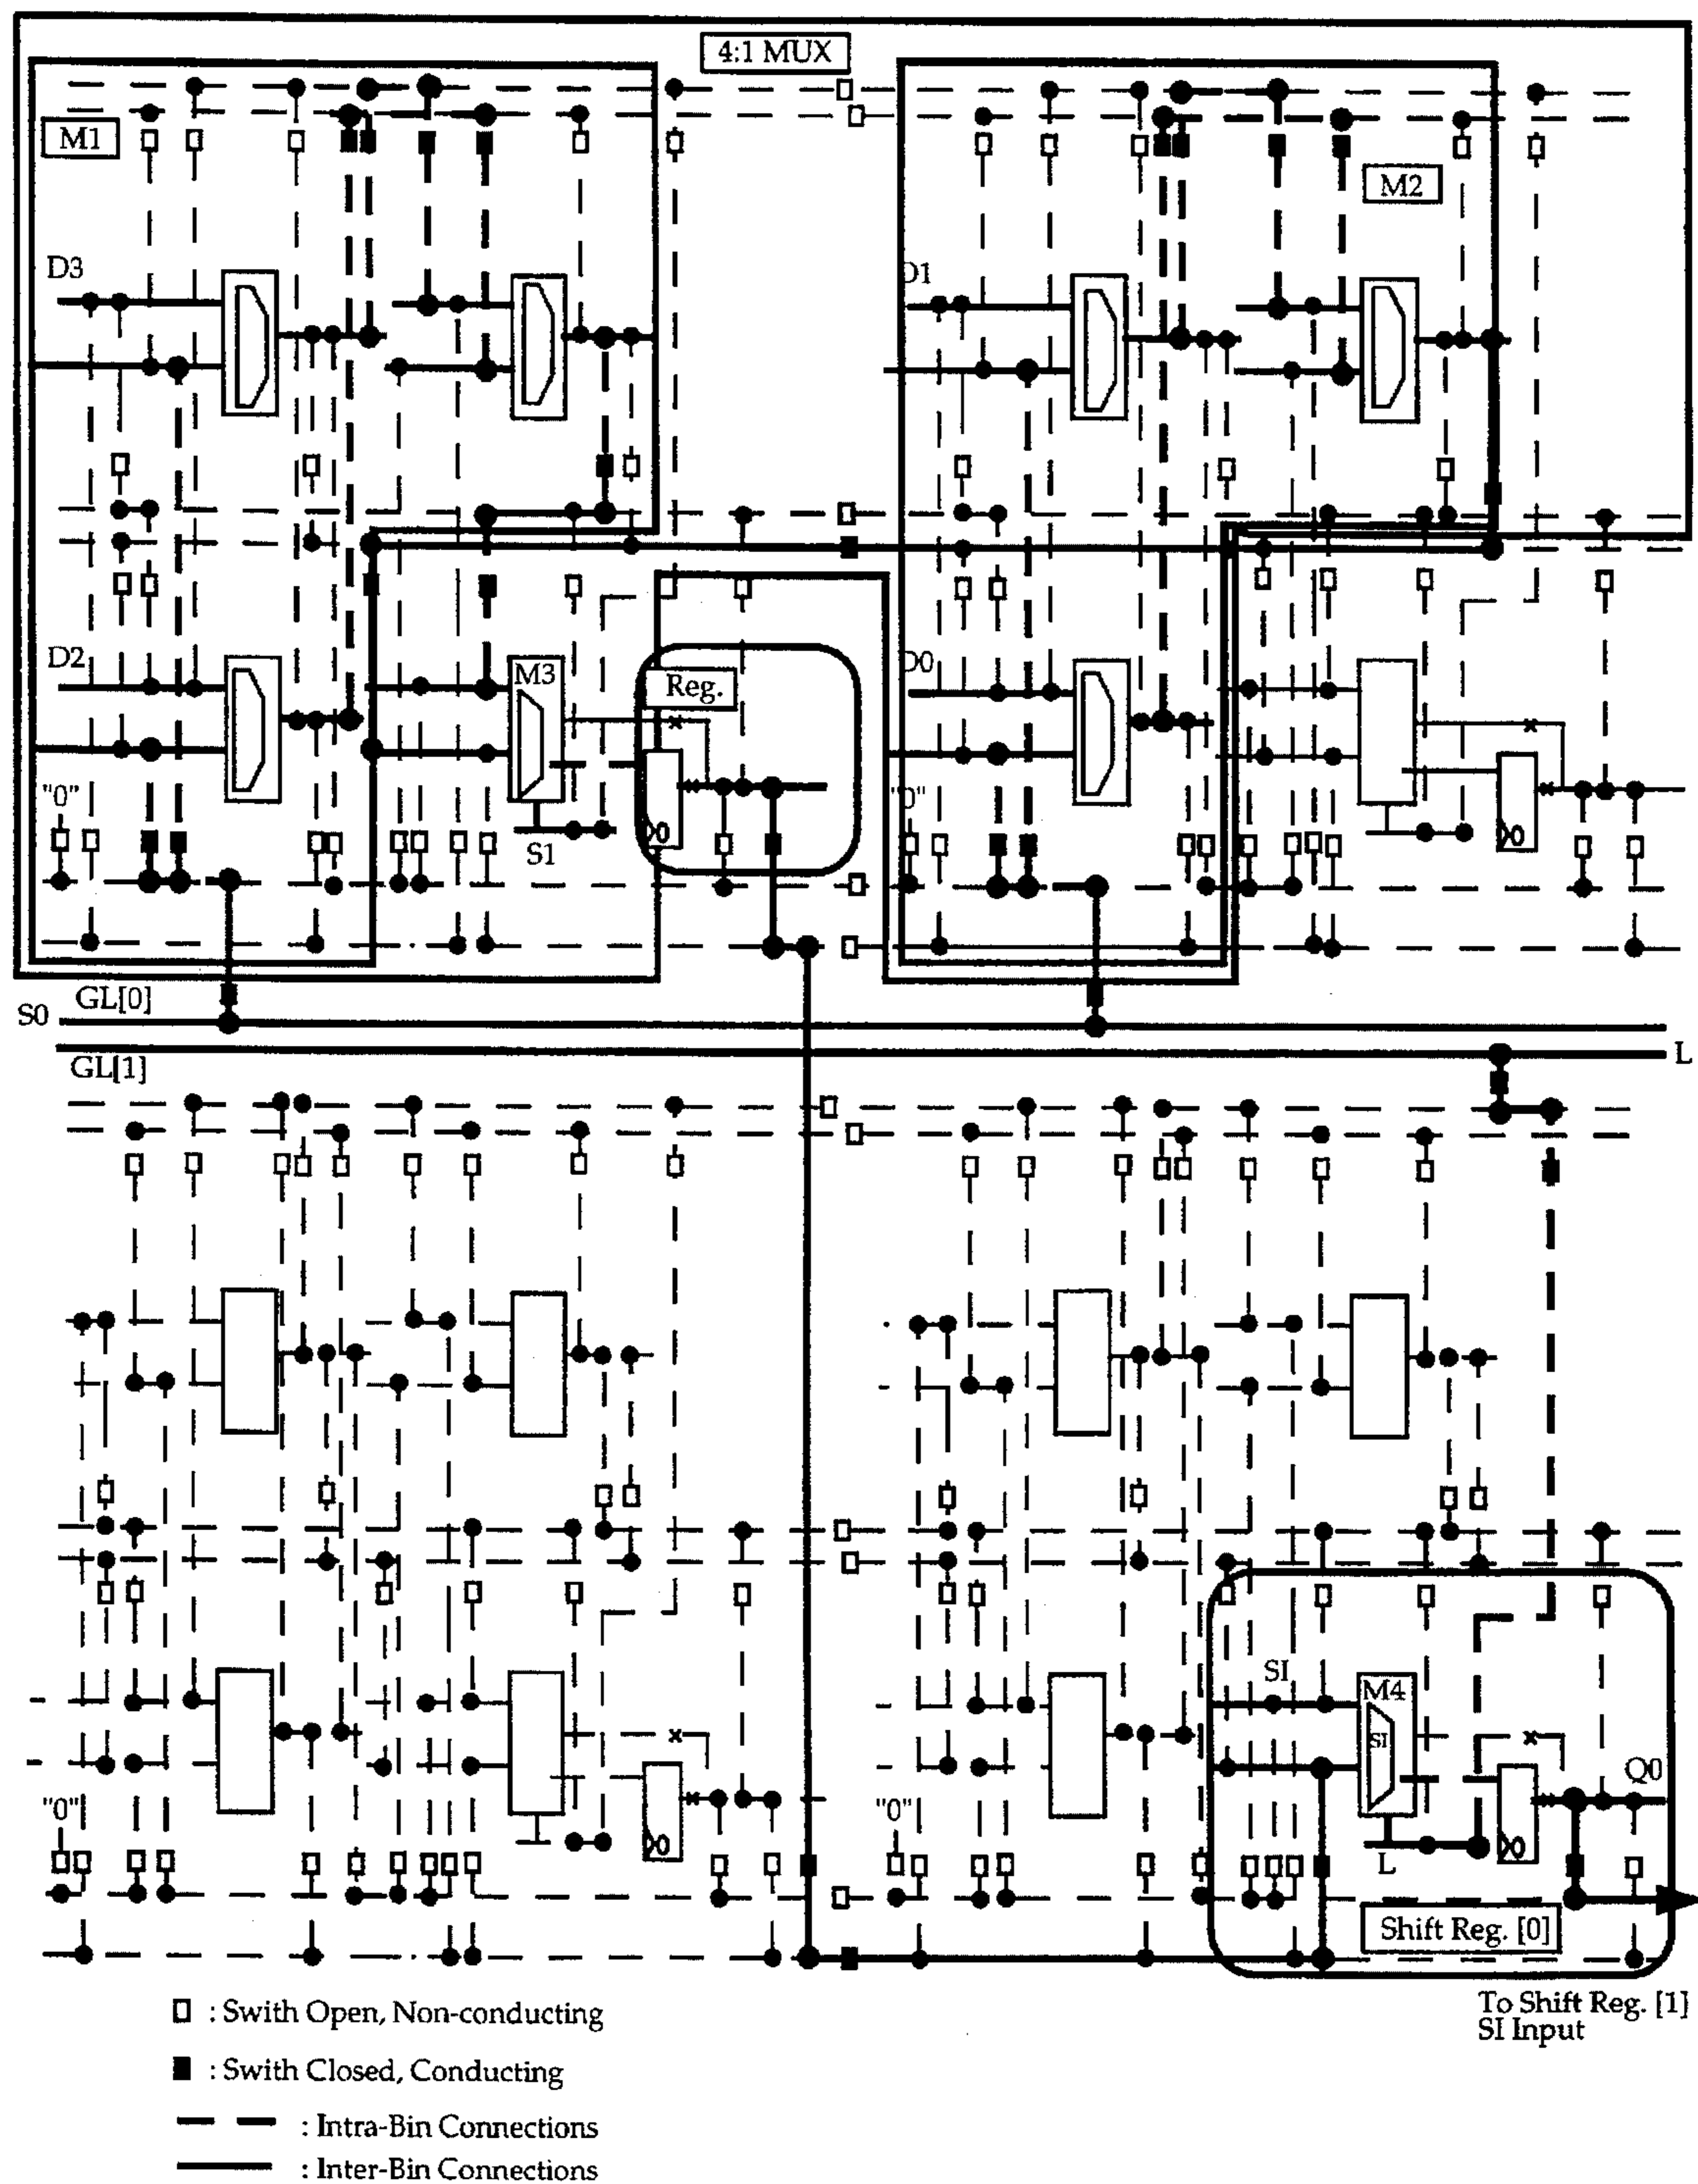 4:1 MUX
M1
M2
D3
D1
D2
M3
Reg.
D0
"0"
"0"
S1
GL[0]
S0
L
GL[1]
SI
M4
SI
Q0
"0"
"0"
L
Shift Reg. [0]
To Shift Reg. [1]
SI Input
: Swith Open, Non-conducting
: Swith Closed, Conducting
: Intra-Bin Connections
: Inter-Bin Connections